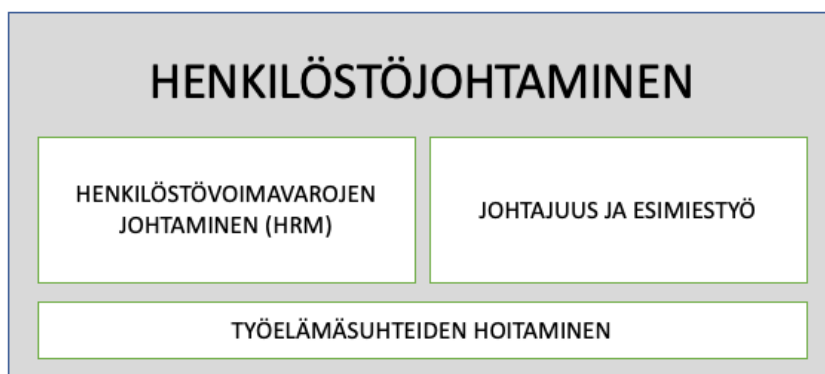 HENKILÖSTÖJOHTAMINEN
HENKILÖSTÖVOIMAVAROJEN
JOHTAMINEN (HRM)
JOHTAJUUS JA ESIMIESTYÖ
TYÖELÄMÄSUHTEIDEN HOITAMINEN